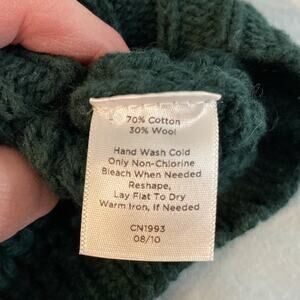 70% Cotton
30% Wool
Hand Wash Cold
Only Non-Chlorine
Bleach When Needed
Reshape,
Lay Flat To Dry
Warm Iron, If Needed
CN1993
08/10